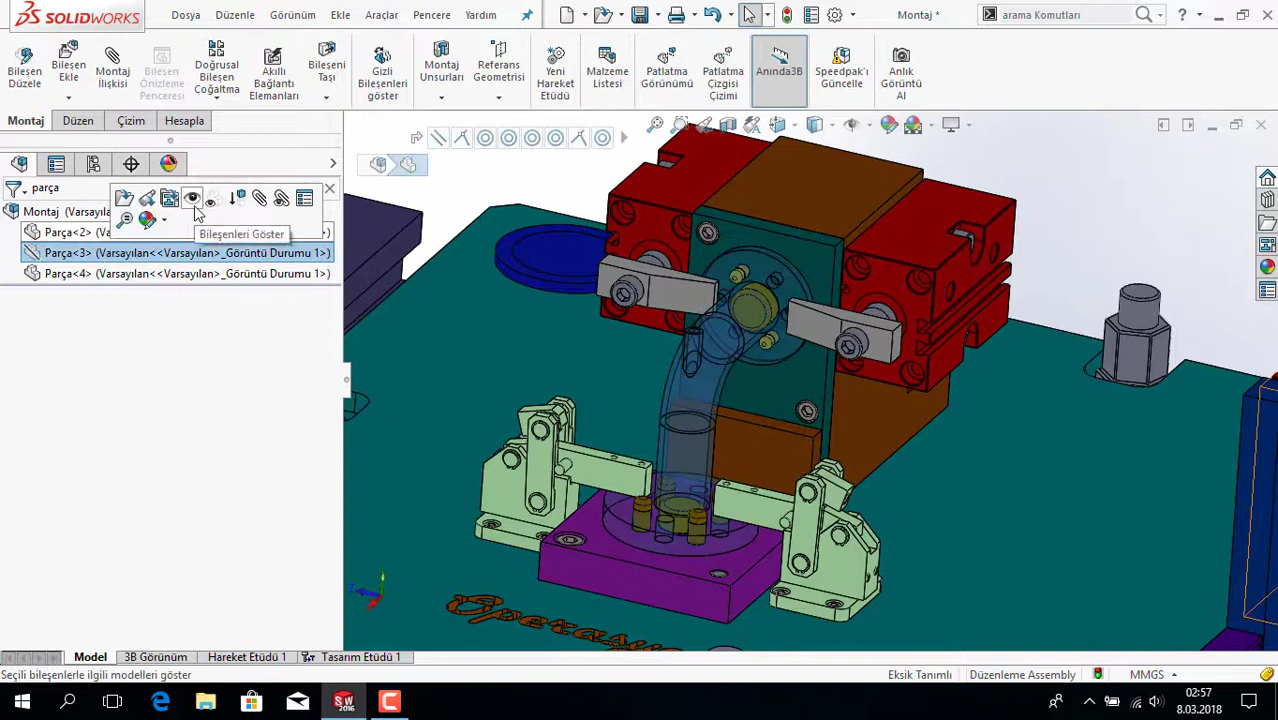 SOLIDWORKS
Dosya Düzenle Görünüm Ekle Araçlar Pencere Yardım
Montaj *
arama Komutları
?
Bileşen Düzele
Bileşen Ekle
Montaj İlişkisi
Bileşen Önizleme Penceresi
Doğrusal Bileşen Çoğaltma
Akıllı Bağlantı Elemanları
Bileşeni Taşı
Gizli Bileşenleri göster
Montaj Unsurları
Referans Geometrisi
Yeni Hareket Etüdü
Malzeme Listesi
Patlatma Görünümü
Patlatma Çizgisi Çizimi
Anında3B
Speedpak'ı Güncelle
Anlık Görüntü Al
Montaj Düzen Çizim Hesapla
parça
Montaj (Varsayıla
Parça<2> (Va
Bileşenleri Göster
Parça<3> (Varsayılan<<Varsayılan>_Görüntü Durumu 1>)
Parça<4> (Varsayılan<<Varsayılan>_Görüntü Durumu 1>)
Z
Model 3B Görünüm Hareket Etüdü 1 Tasarım Etüdü 1
Seçili bileşenlerle ilgili modelleri göster
Eksik Tanımlı Düzenleme Assembly MMGS
SW 2016
02:57
8.03.2018